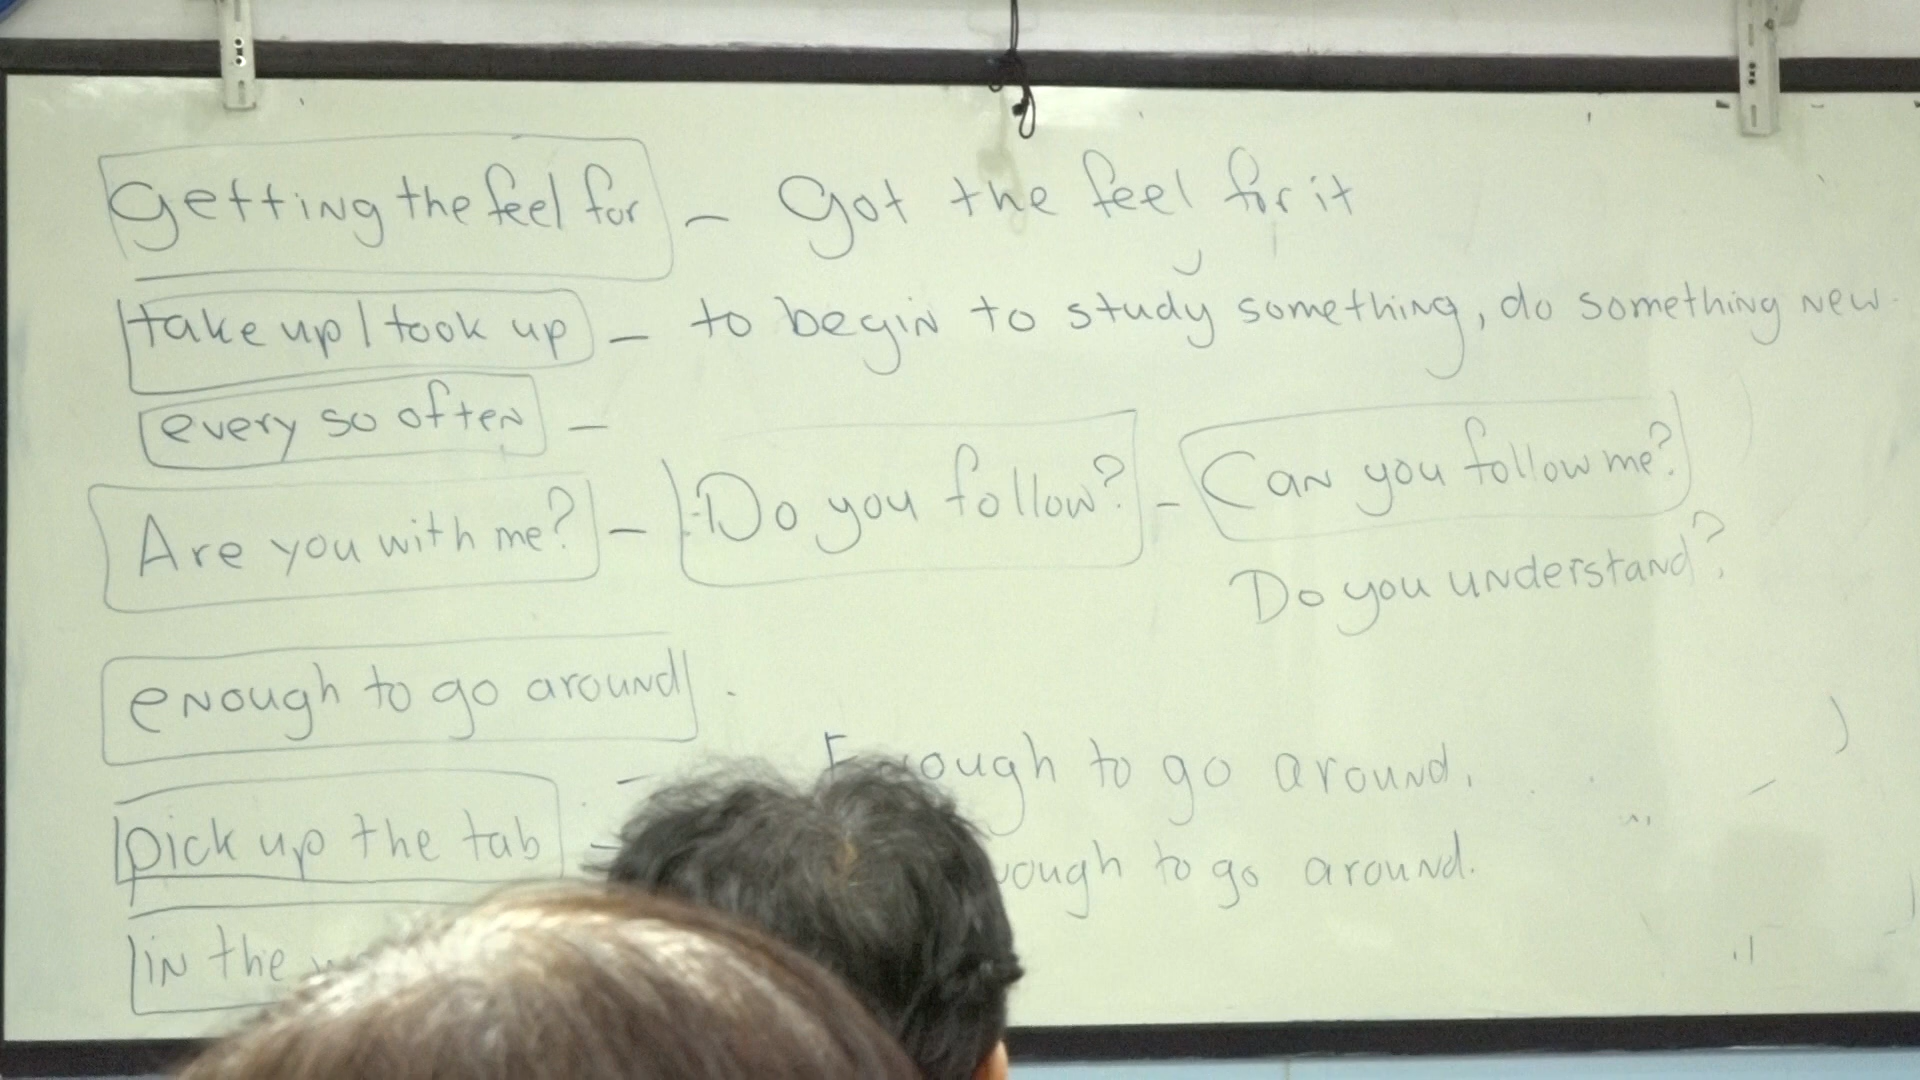 Getting the feel for - Got the feel for it
take up / took up - to begin to study something, do something new
every so often -
Are you with me? - Do you follow? - Can you follow me?
Do you understand?
enough to go around -
Enough to go around.
pick up the tab - to go around.
in the